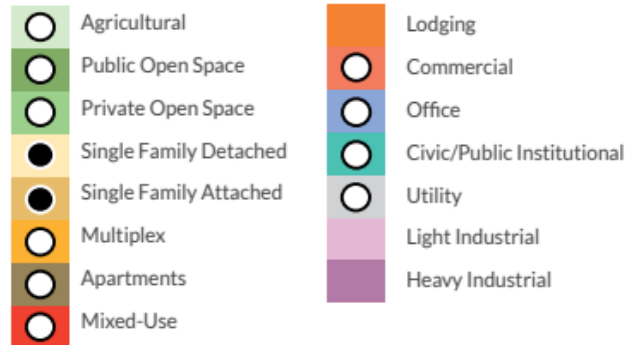 Agricultural
Public Open Space
Private Open Space
Single Family Detached
Single Family Attached
Multiplex
Apartments
Mixed-Use
Lodging
Commercial
Office
Civic/Public Institutional
Utility
Light Industrial
Heavy Industrial